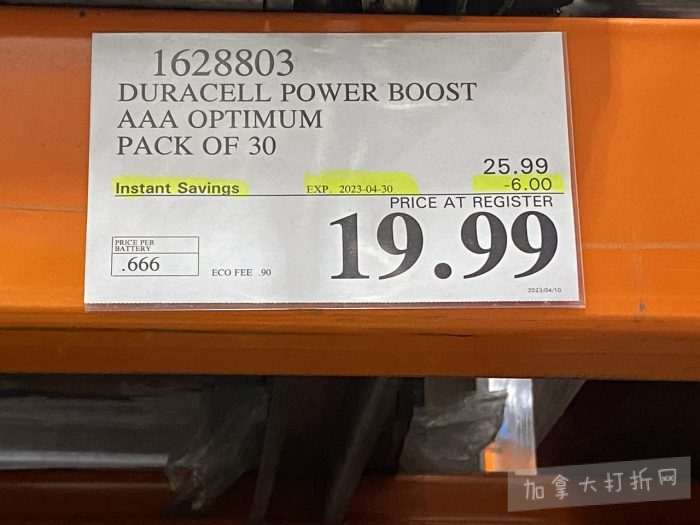 1628803
DURACELL POWER BOOST
AAA OPTIMUM
PACK OF 30
25.99
Instant Savings EXP. 2023-04-30 -6.00
PRICE AT REGISTER
19.99
PRICE PER
BATTERY
.666
ECO FEE .90
2023/04/10
加拿大打折网